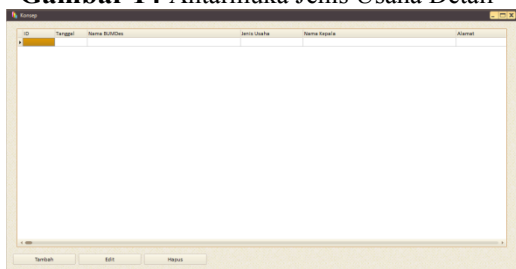 Gambar 14 Antarmuka Jenis Usaha Detail
Konsep
ID Tanggal Nama BUMDes Jenis Usaha Nama Kepala Alamat
Tambah Edit Hapus